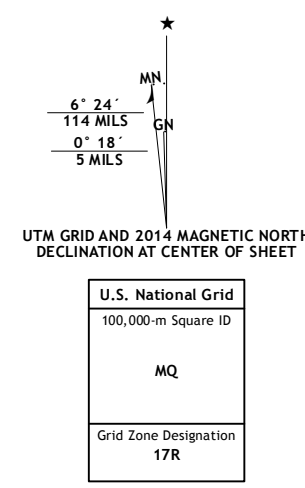 ★
MN
6° 24´
114 MILS
GN
0° 18´
5 MILS
UTM GRID AND 2014 MAGNETIC NORTH
DECLINATION AT CENTER OF SHEET
U.S. National Grid
100,000-m Square ID
MQ
Grid Zone Designation
17R